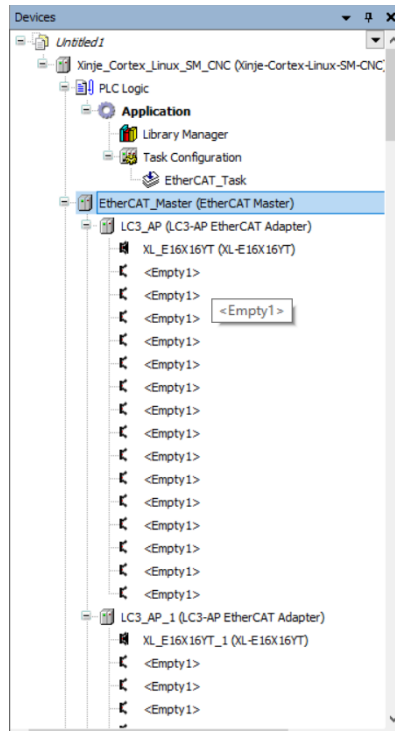 Devices
Untitled1
Xinje_Cortex_Linux_SM_CNC (Xinje-Cortex-Linux-SM-CNC)
PLC Logic
Application
Library Manager
Task Configuration
EtherCAT_Task
EtherCAT_Master (EtherCAT Master)
LC3_AP (LC3-AP EtherCAT Adapter)
XL_E16X16YT (XL-E16X16YT)
<Empty1>
<Empty1>
<Empty1> <Empty1>
<Empty1>
<Empty1>
<Empty1>
<Empty1>
<Empty1>
<Empty1>
<Empty1>
<Empty1>
<Empty1>
<Empty1>
<Empty1>
LC3_AP_1 (LC3-AP EtherCAT Adapter)
XL_E16X16YT_1 (XL-E16X16YT)
<Empty1>
<Empty1>
<Empty1>